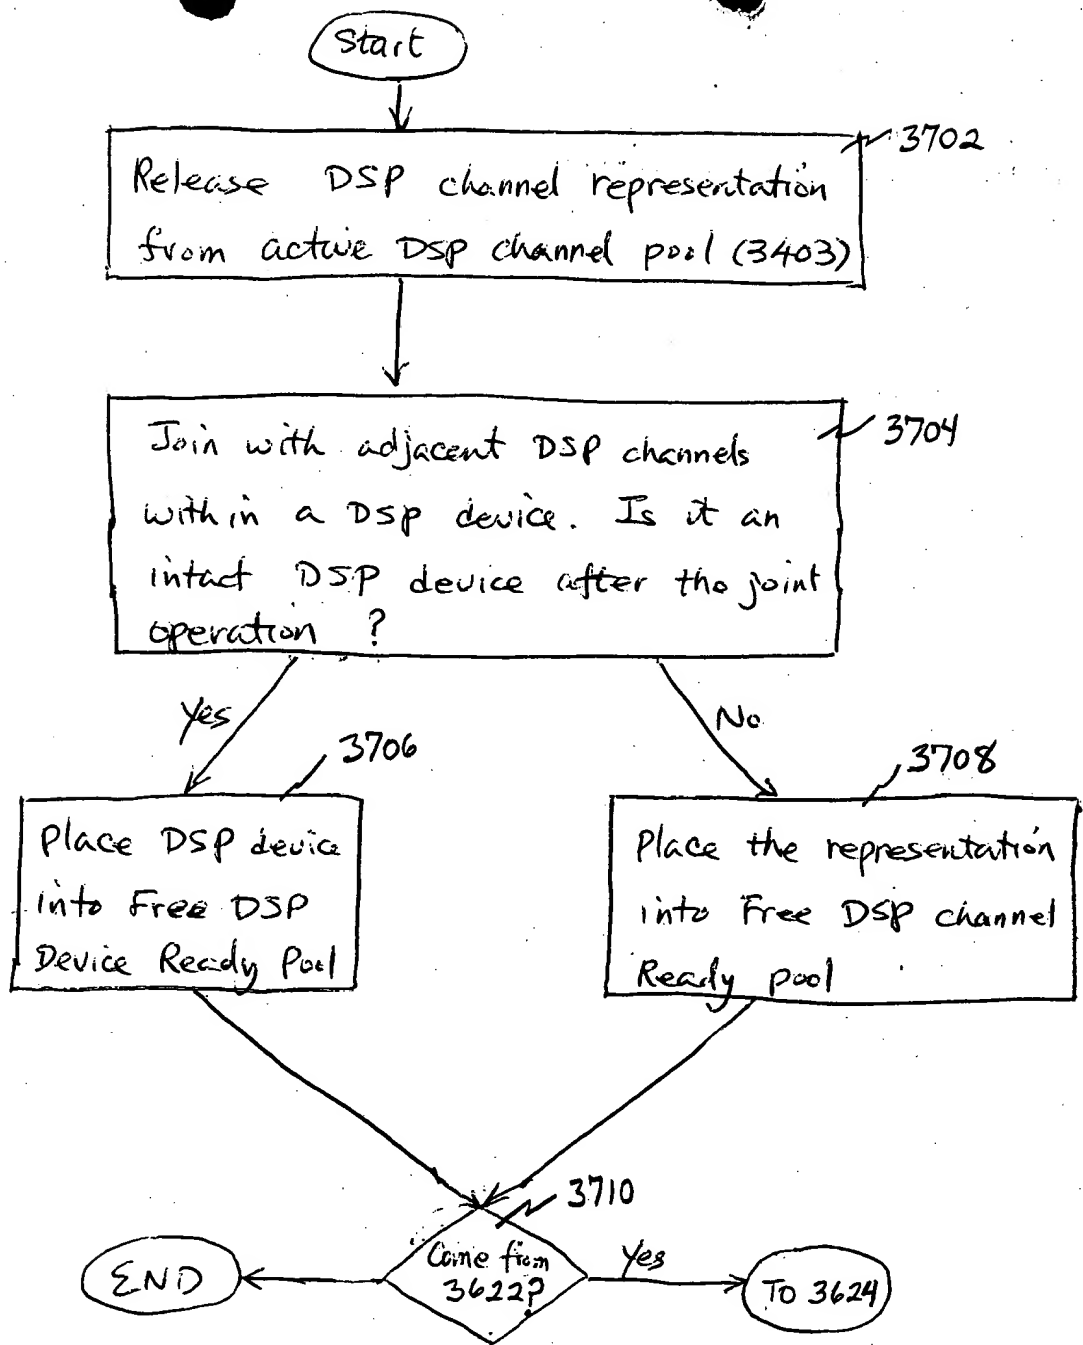 Start
3702
Release DSP channel representation
from active DSP channel pool (3403)
3704
Join with adjacent DSP channels
within a DSP device. Is it an
intact DSP device after the joint
operation ?
Yes
No
3706
3708
Place DSP device
into Free DSP
Device Ready Pool
Place the representation
into Free DSP channel
Ready pool
3710
Came from
3622?
Yes
END
To 3624